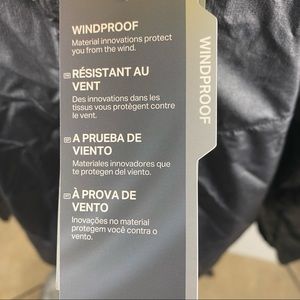 WINDPROOF
Material innovations protect
you from the wind.
RÉSISTANT AU
VENT
Des innovations dans les
tissus vous protègent contre
le vent.
A PRUEBA DE
VIENTO
Materiales innovadores que
te protegen del viento.
À PROVA DE
VENTO
Inovações no material
protegem você contra o
vento.
WINDPROOF